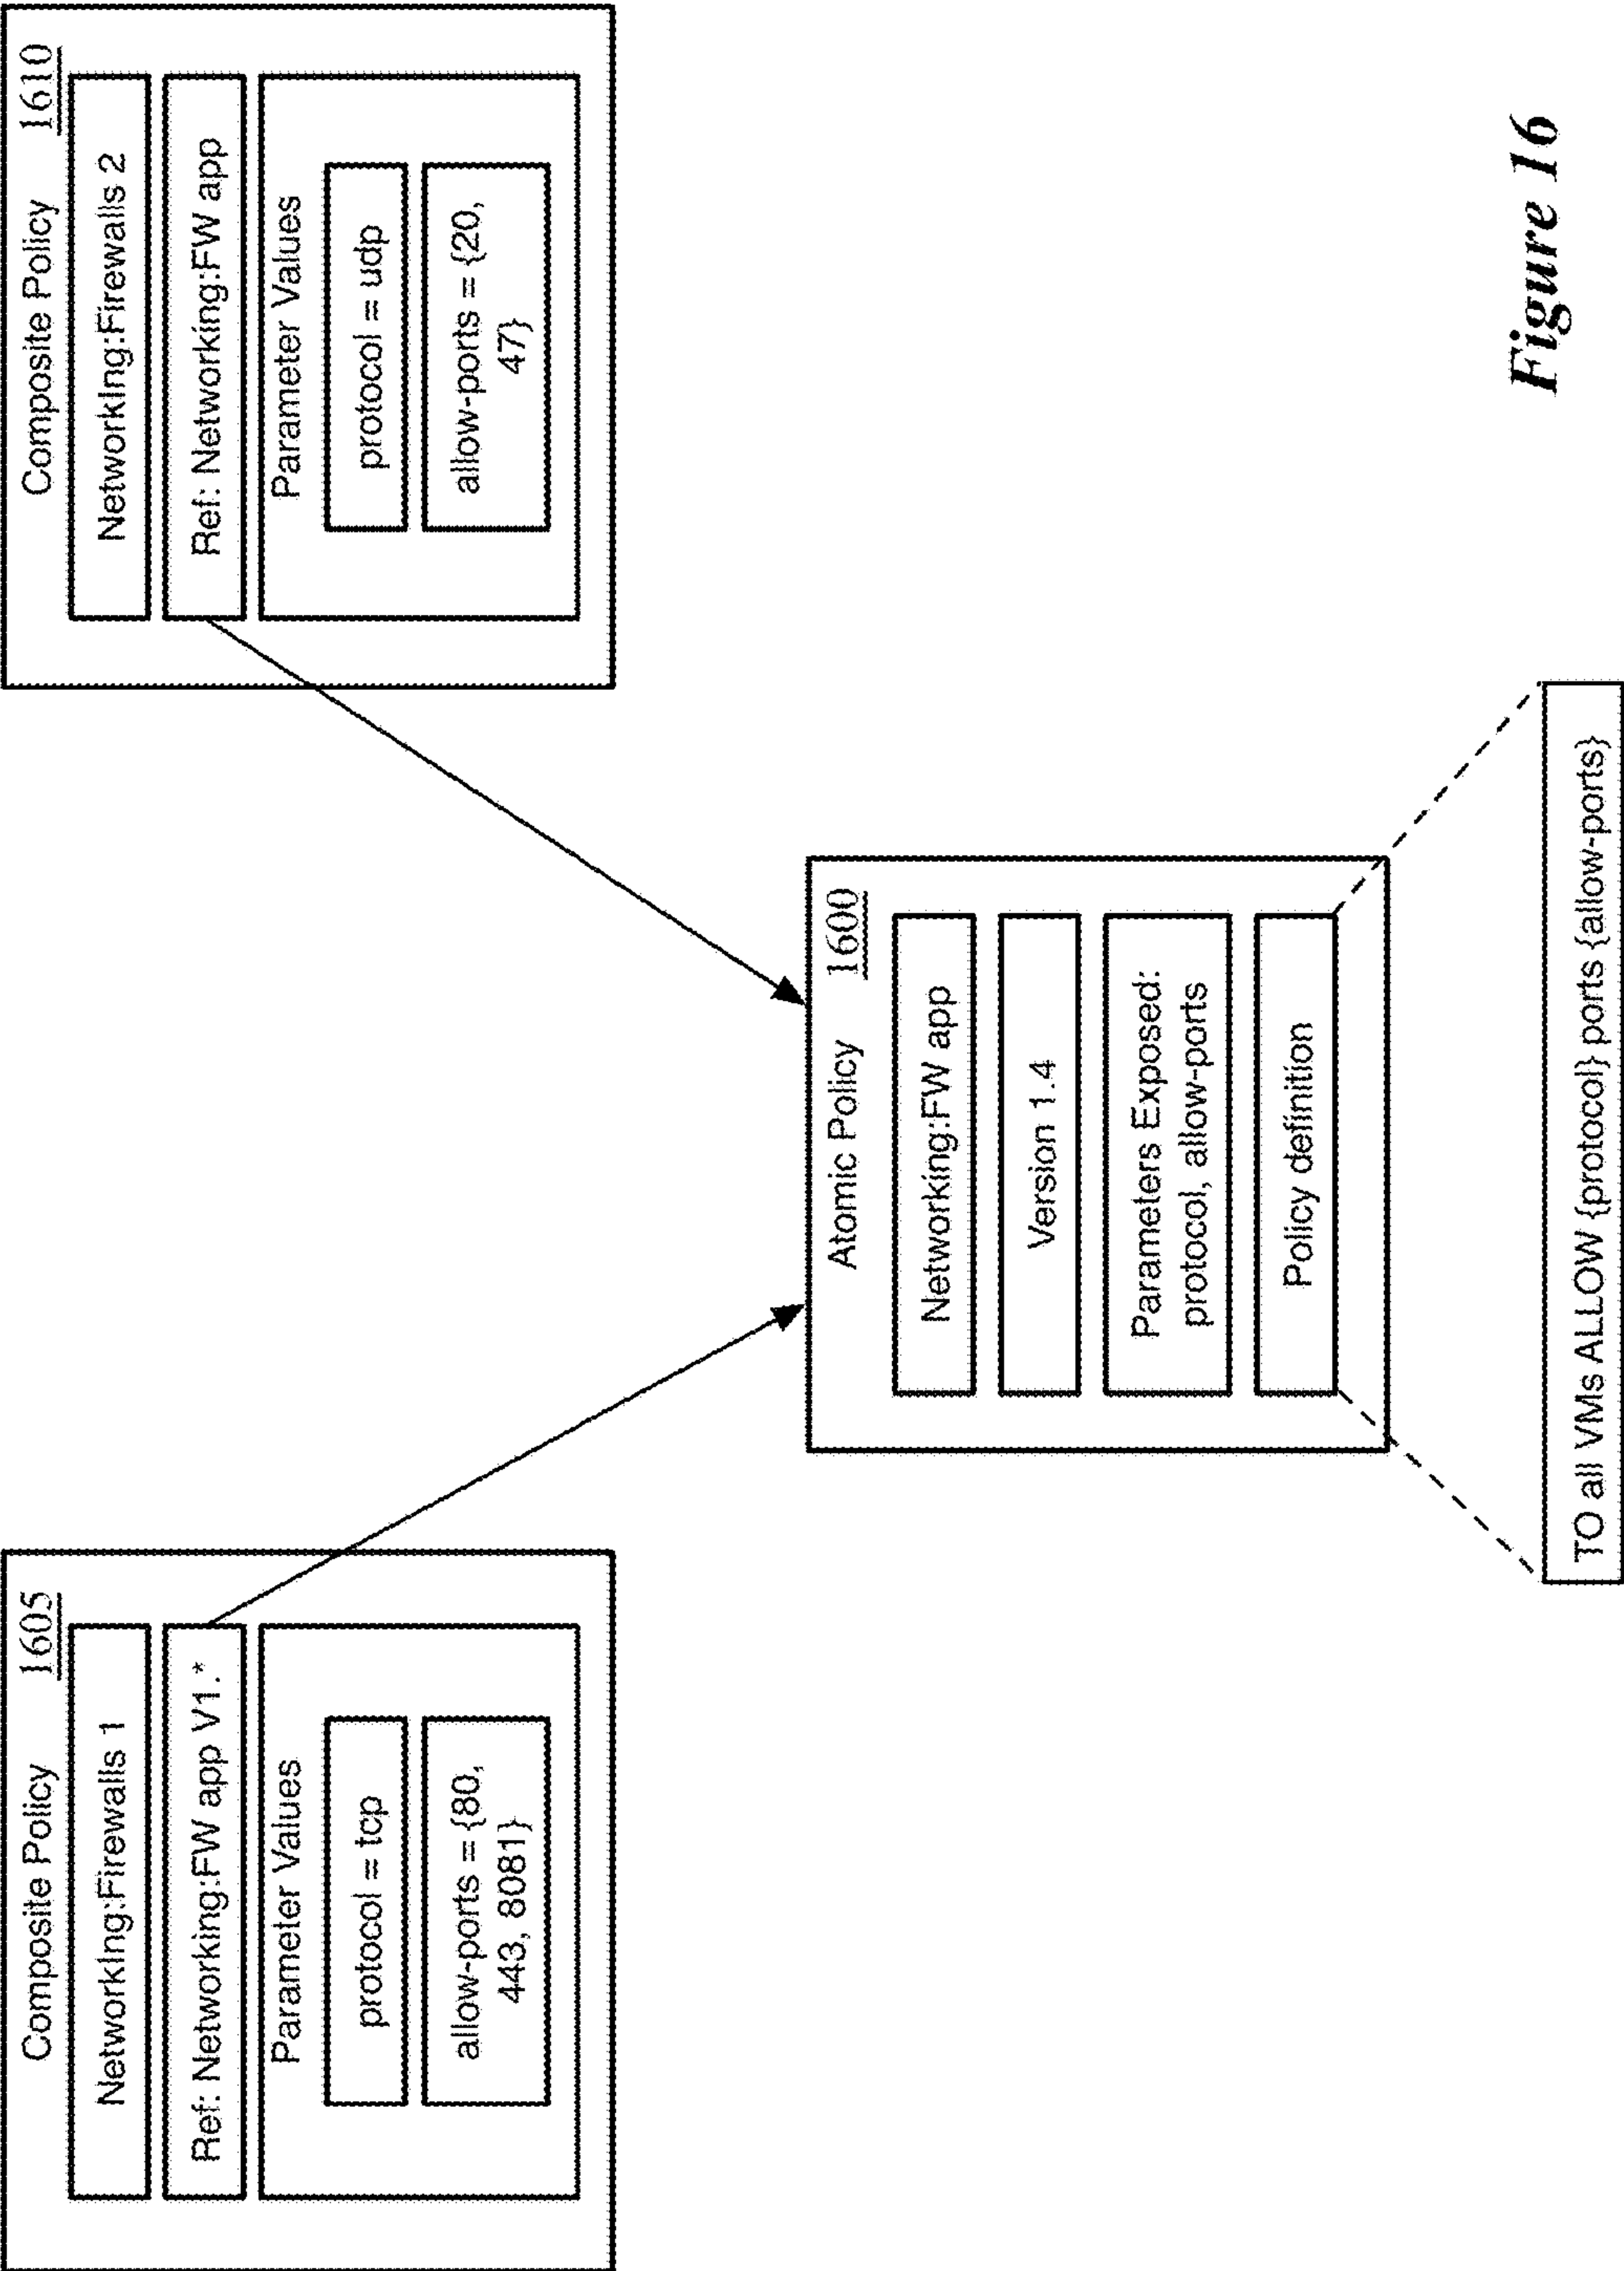 Composite Policy 1605
NetworkIng:Firewalls 1
Ref: Networking:FW app V1.*
Parameter Values
protocol = tcp
allow-ports = {80,
443, 8081}
Composite Policy 1610
NetworkIng:Firewalls 2
Ref: Networking:FW app
Parameter Values
protocol = udp
allow-ports = {20,
47}
Atomic Policy 1600
Networking:FW app
Version 1.4
Parameters Exposed:
protocol, allow-ports
Policy definition
TO all VMs ALLOW {protocol} ports {allow-ports}
Figure 16